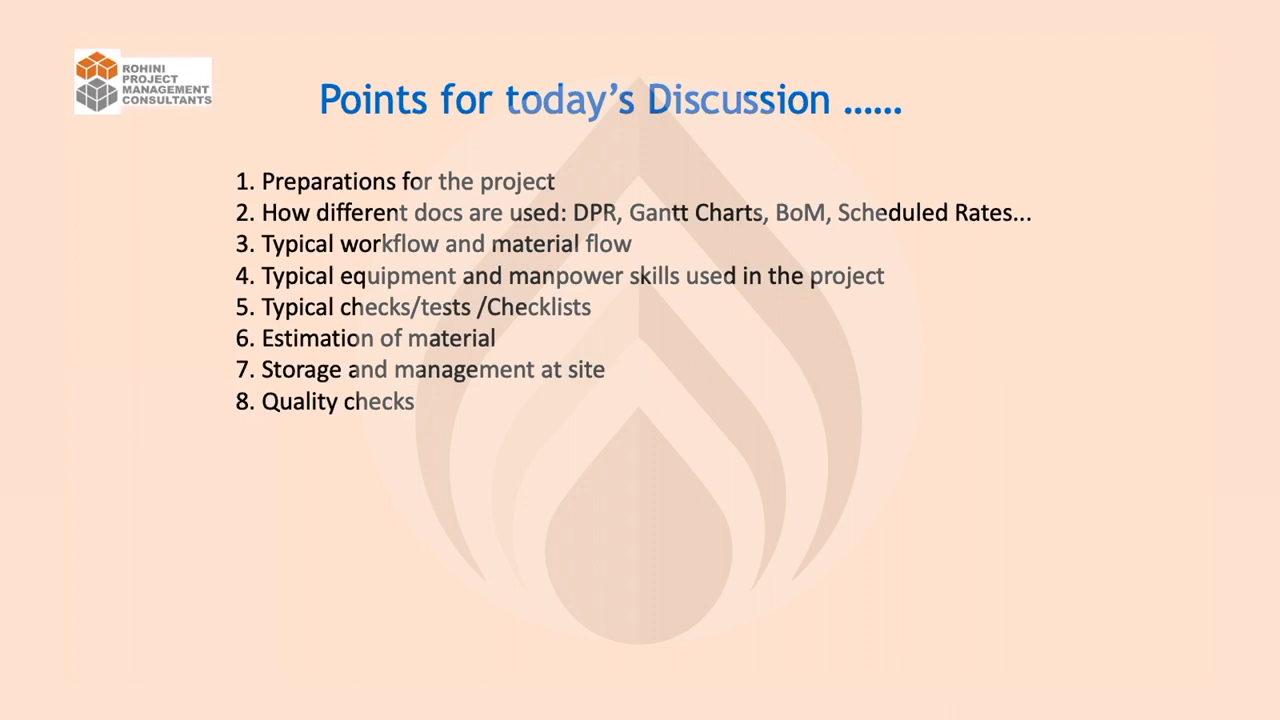 ROHINI
PROJECT
MANAGEMENT
CONSULTANTS
Points for today's Discussion ......
1. Preparations for the project
2. How different docs are used: DPR, Gantt Charts, BoM, Scheduled Rates...
3. Typical workflow and material flow
4. Typical equipment and manpower skills used in the project
5. Typical checks/tests /Checklists
6. Estimation of material
7. Storage and management at site
8. Quality checks